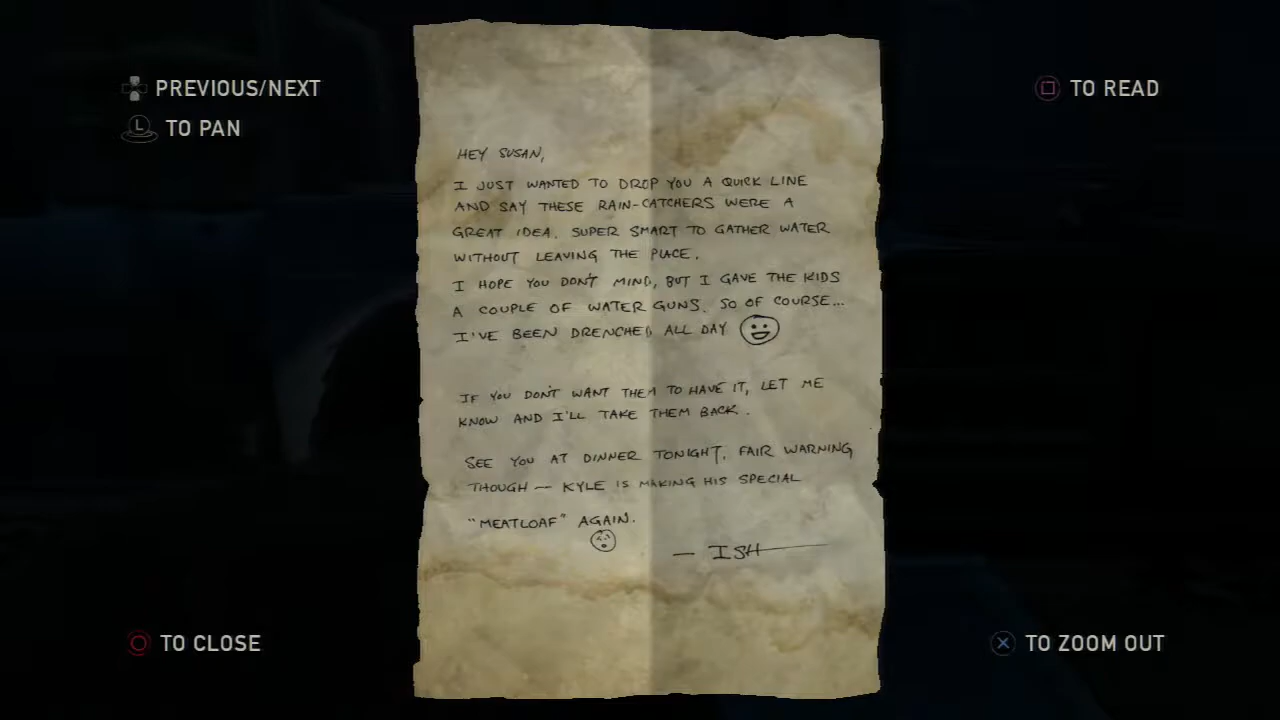 PREVIOUS/NEXT
L TO PAN
TO READ
HEY SUSAN,
I JUST WANTED TO DROP YOU A QUICK LINE
AND SAY THESE RAIN-CATCHERS WERE A
GREAT IDEA. SUPER SMART TO GATHER WATER
WITHOUT LEAVING THE PLACE.
I HOPE YOU DON'T MIND, BUT I GAVE THE KIDS
A COUPLE OF WATER GUNS. SO OF COURSE...
I'VE BEEN DRENCHED ALL DAY
IF YOU DON'T WANT THEM TO HAVE IT, LET ME
KNOW AND I'LL TAKE THEM BACK.
SEE YOU AT DINNER TONIGHT. FAIR WARNING
THOUGH — KYLE IS MAKING HIS SPECIAL
"MEATLOAF" AGAIN.
— ISH
TO CLOSE
TO ZOOM OUT